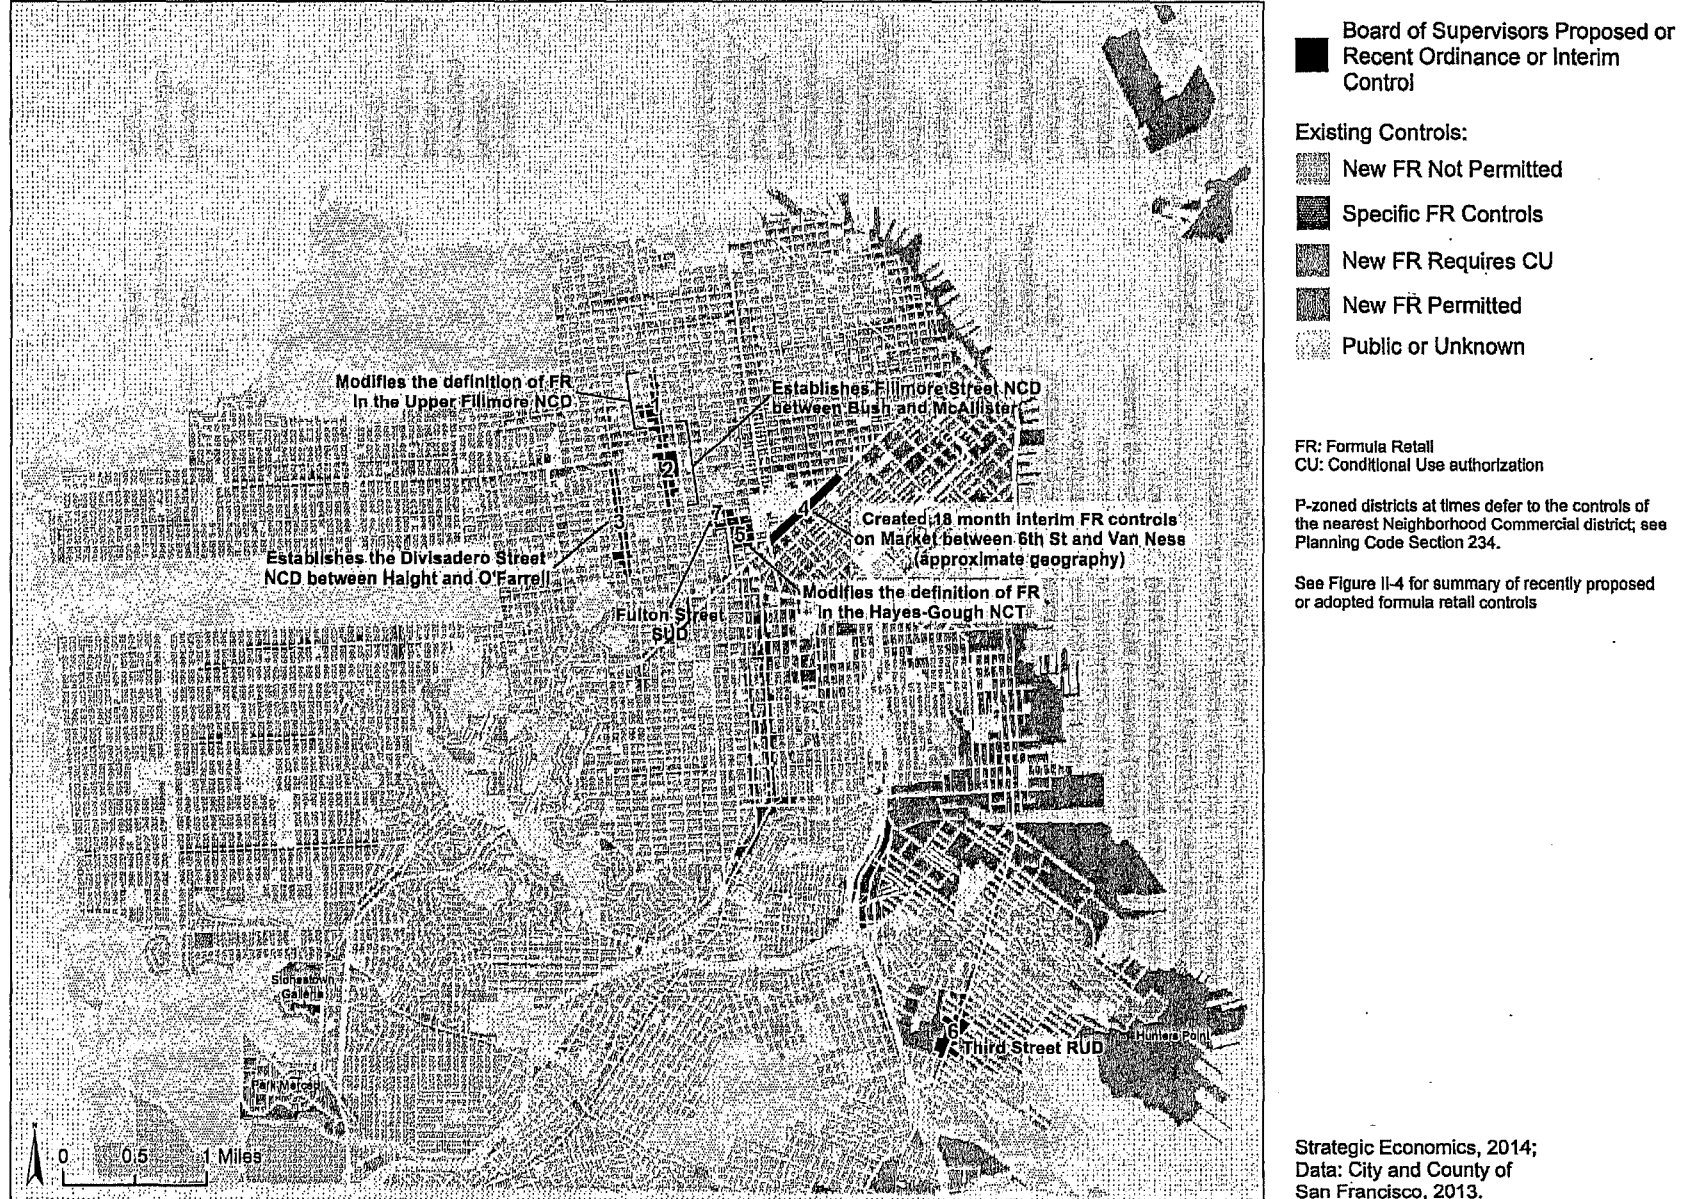 Board of Supervisors Proposed or
Recent Ordinance or Interim
Control
Existing Controls:
New FR Not Permitted
Specific FR Controls
New FR Requires CU
New FR Permitted
Public or Unknown
FR: Formula Retail
CU: Conditional Use authorization
P-zoned districts at times defer to the controls of
the nearest Neighborhood Commercial district; see
Planning Code Section 234.
See Figure II-4 for summary of recently proposed
or adopted formula retail controls
Modifies the definition of FR
in the Upper Fillmore NCD
Establishes Fillmore Street NCD
between Bush and McAllister
2
3
7
5
4
Created 18 month interim FR controls
on Market between 6th St and Van Ness
(approximate geography)
Establishes the Divisadero Street
NCD between Haight and O'Farrell
Modifies the definition of FR
in the Hayes-Gough NCT
Fulton Street
SUD
Stonestown
Galleria
6
Third Street RUD
Hunters Point
Park Merced
N
0 0.5 1 Miles
Strategic Economics, 2014;
Data: City and County of
San Francisco, 2013.